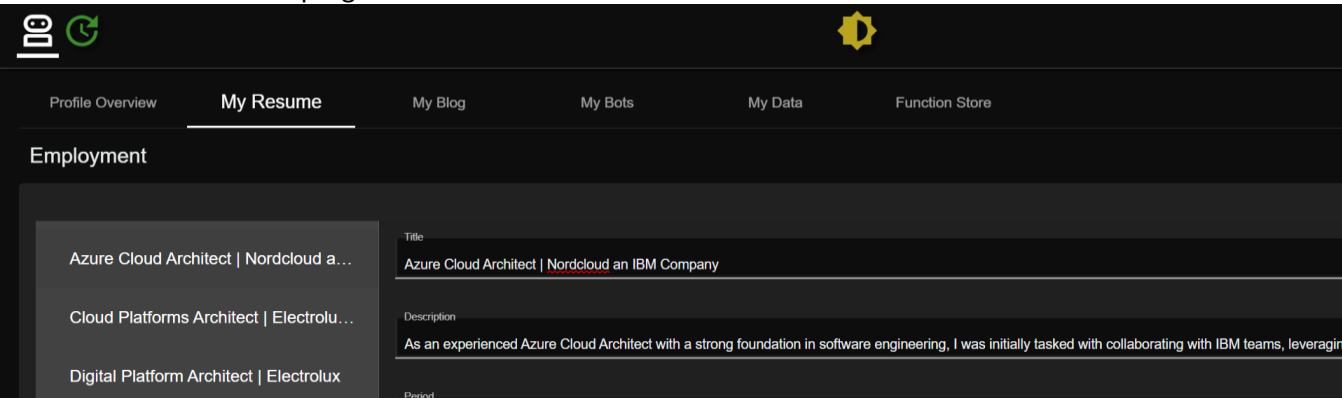 Profile Overview My Resume My Blog My Bots My Data Function Store
Employment
Azure Cloud Architect | Nordcloud a...
Cloud Platforms Architect | Electrolu...
Digital Platform Architect | Electrolux
Title
Azure Cloud Architect | Nordcloud an IBM Company
Description
As an experienced Azure Cloud Architect with a strong foundation in software engineering, I was initially tasked with collaborating with IBM teams, leveragin
Period